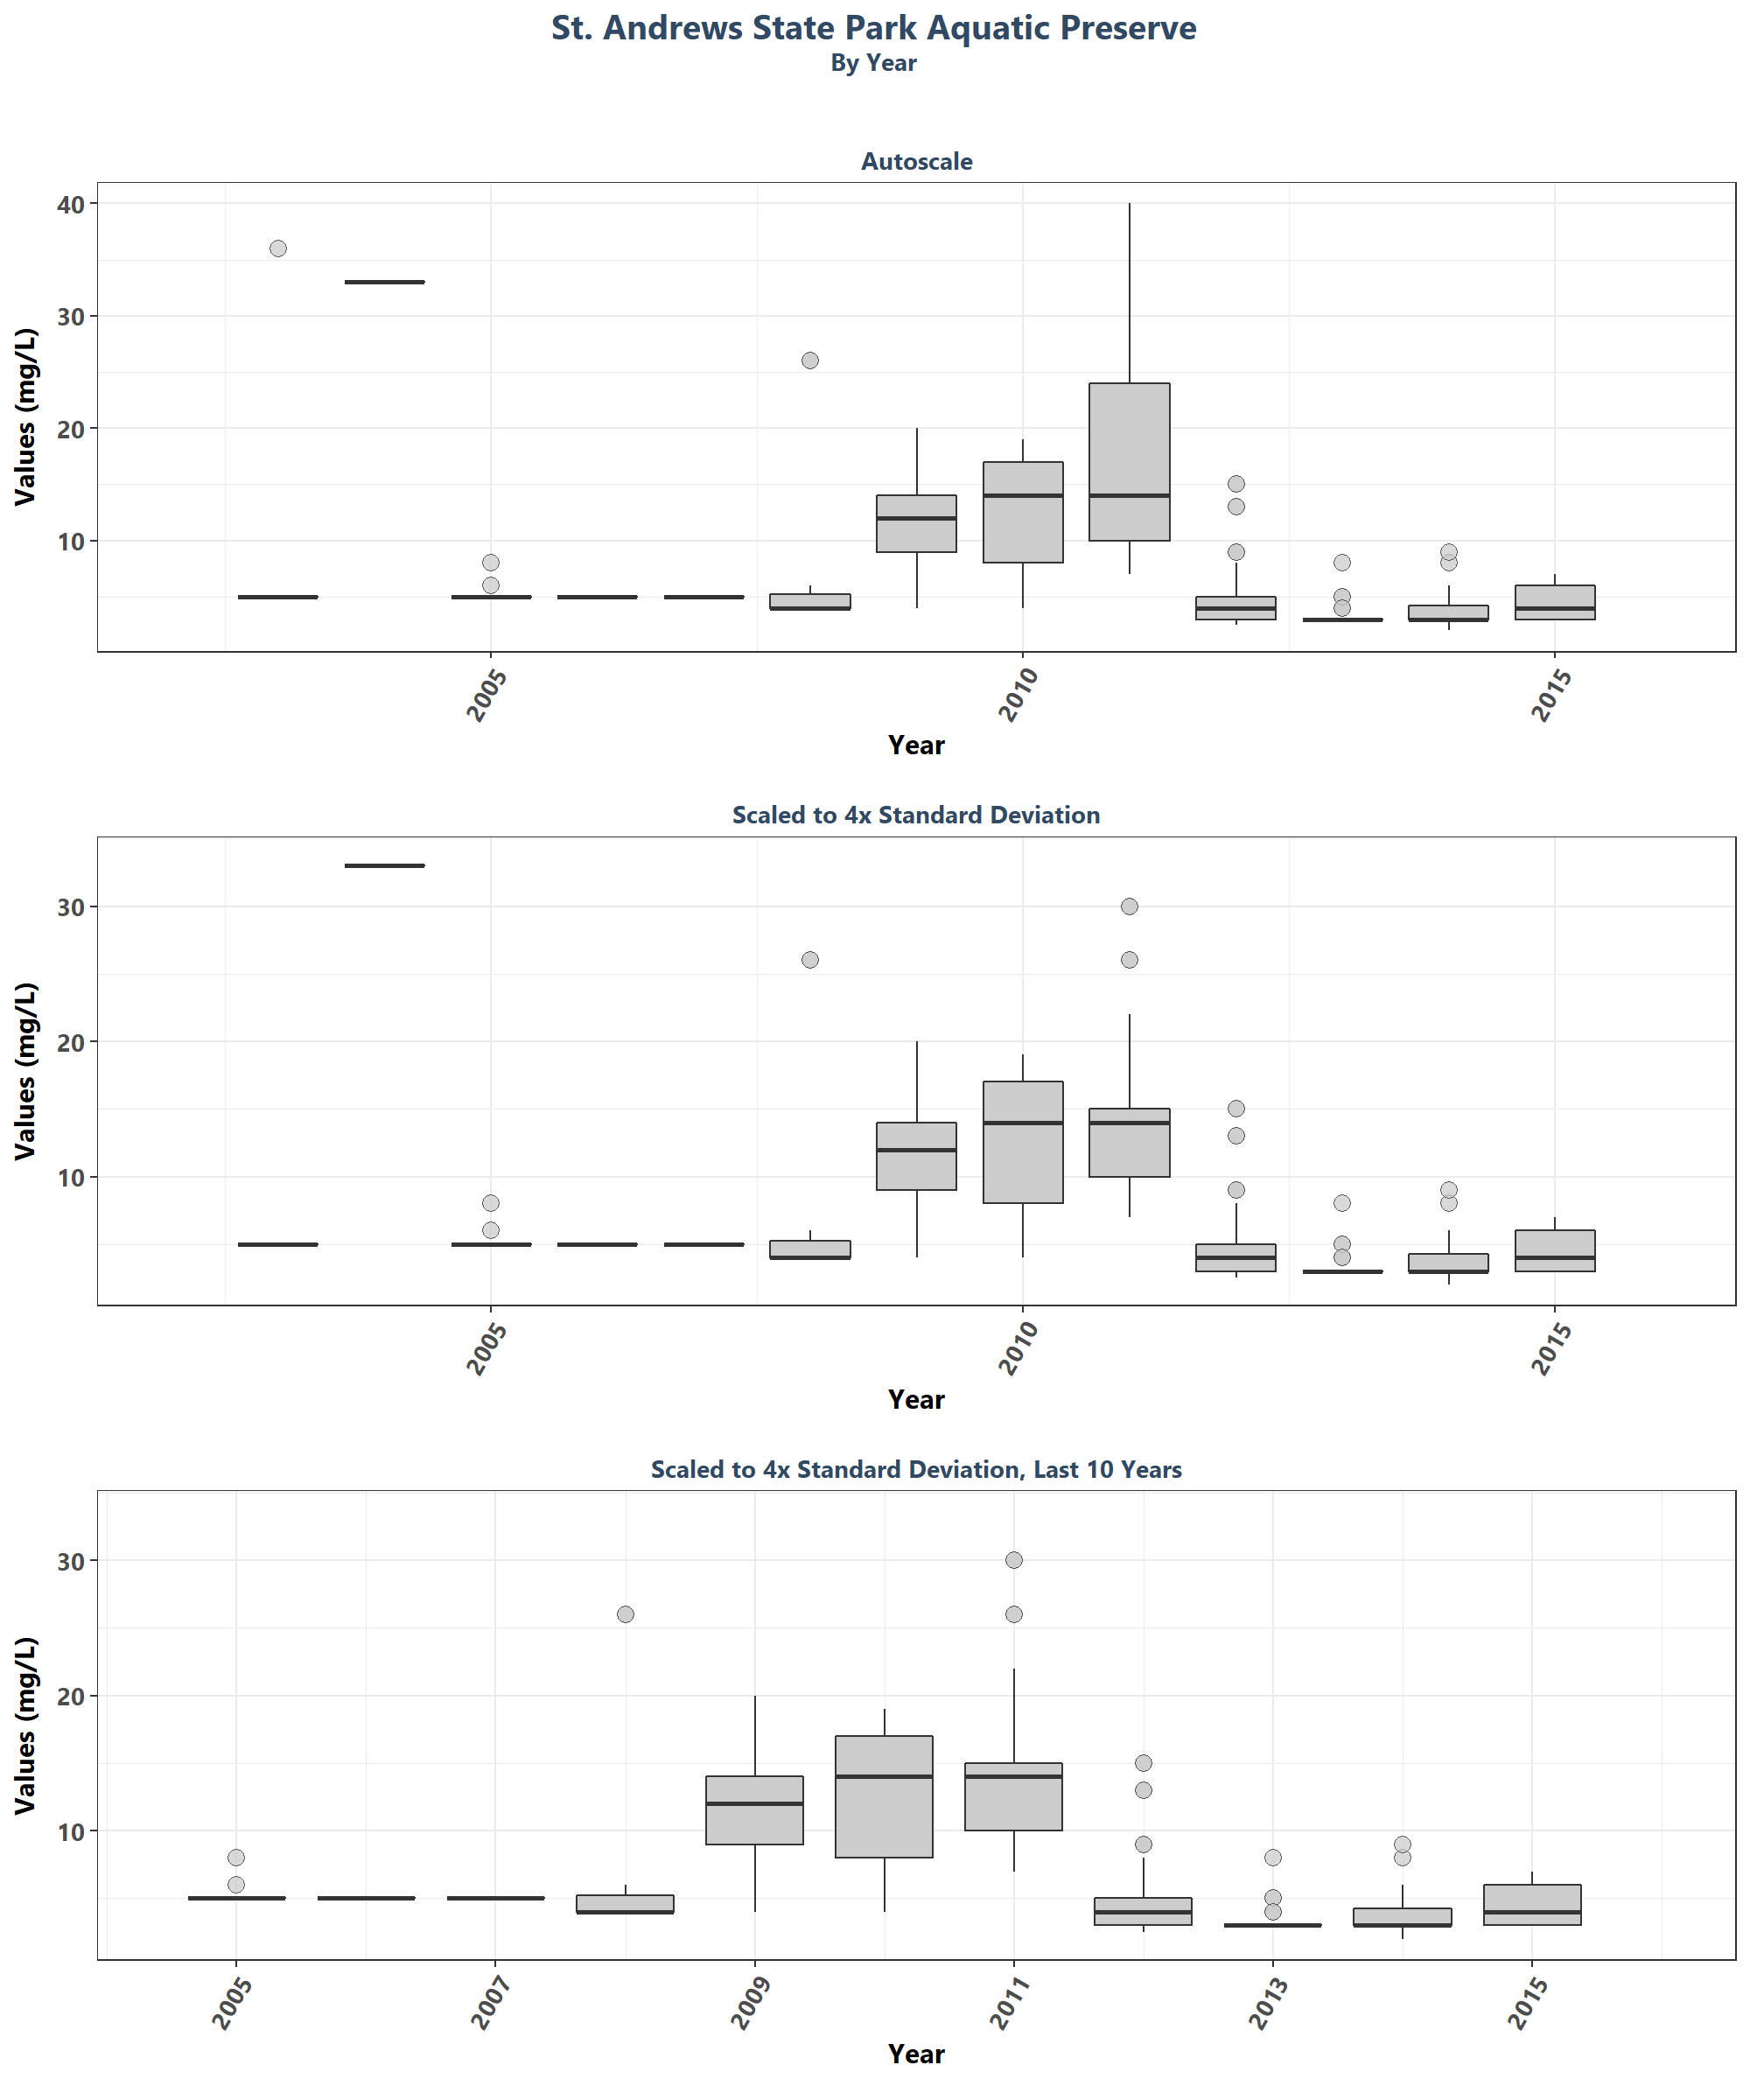 St. Andrews State Park Aquatic Preserve
By Year
Autoscale
Values (mg/L)
40
30
20
10
2005
2010
2015
Year
Scaled to 4x Standard Deviation
Values (mg/L)
30
20
10
2005
2010
2015
Year
Scaled to 4x Standard Deviation, Last 10 Years
Values (mg/L)
30
20
10
2005
2007
2009
2011
2013
2015
Year